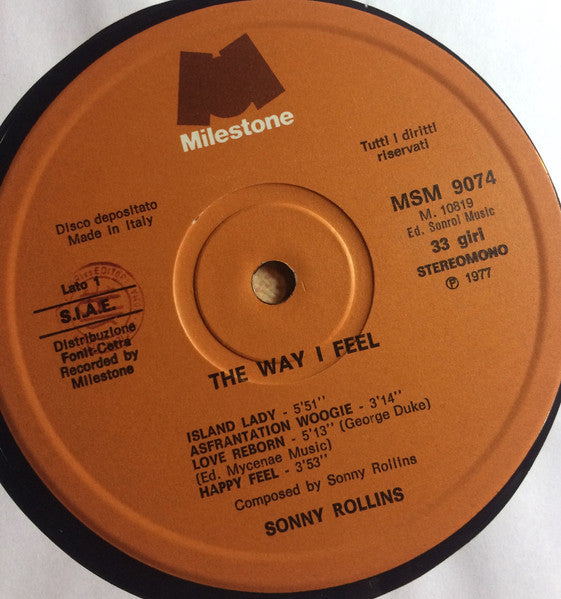 Milestone
Tutti i diritti
riservati
MSM 9074
M. 10819
Ed. Sonrol Music
33 giri
STEREOMONO
℗ 1977
Disco depositato
Made in Italy
Lato 1
S.I.A.E.
Distribuzione
Fonit-Cetra
Recorded by
Milestone
THE WAY I FEEL
ISLAND LADY - 5'51''
ASFRANTATION WOOGIE - 3'14''
LOVE REBORN - 5'13'' (George Duke)
(Ed. Mycenae Music)
HAPPY FEEL - 3'53''
Composed by Sonny Rollins
SONNY ROLLINS